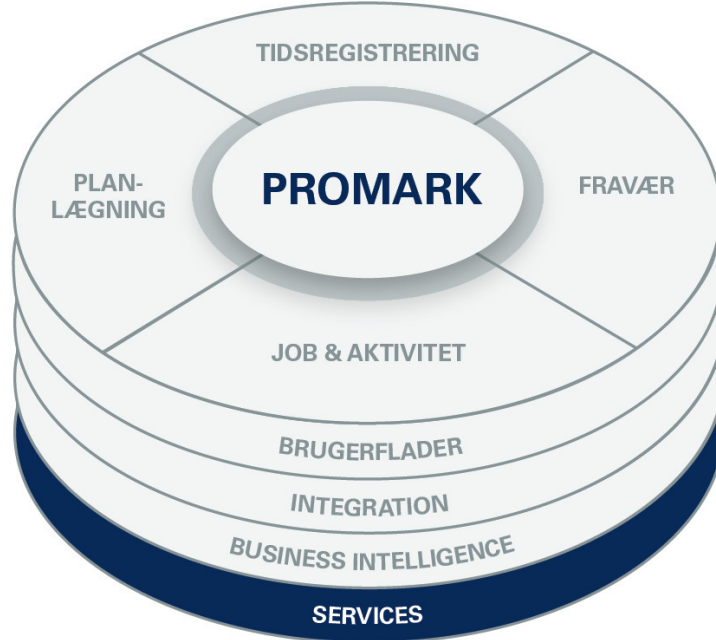 TIDSREGISTRERING
PLAN-
LÆGNING
PROMARK
FRAVÆR
JOB & AKTIVITET
BRUGERFLADER
INTEGRATION
BUSINESS INTELLIGENCE
SERVICES